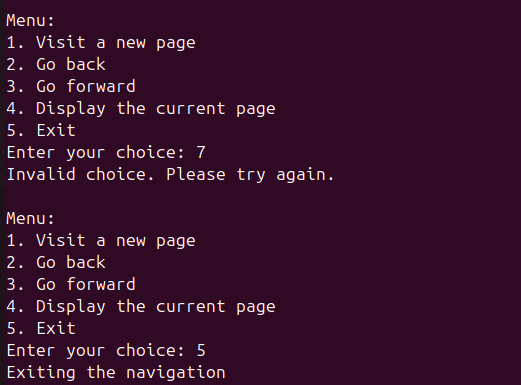 Menu:
1. Visit a new page
2. Go back
3. Go forward
4. Display the current page
5. Exit
Enter your choice: 7
Invalid choice. Please try again.
Menu:
1. Visit a new page
2. Go back
3. Go forward
4. Display the current page
5. Exit
Enter your choice: 5
Exiting the navigation